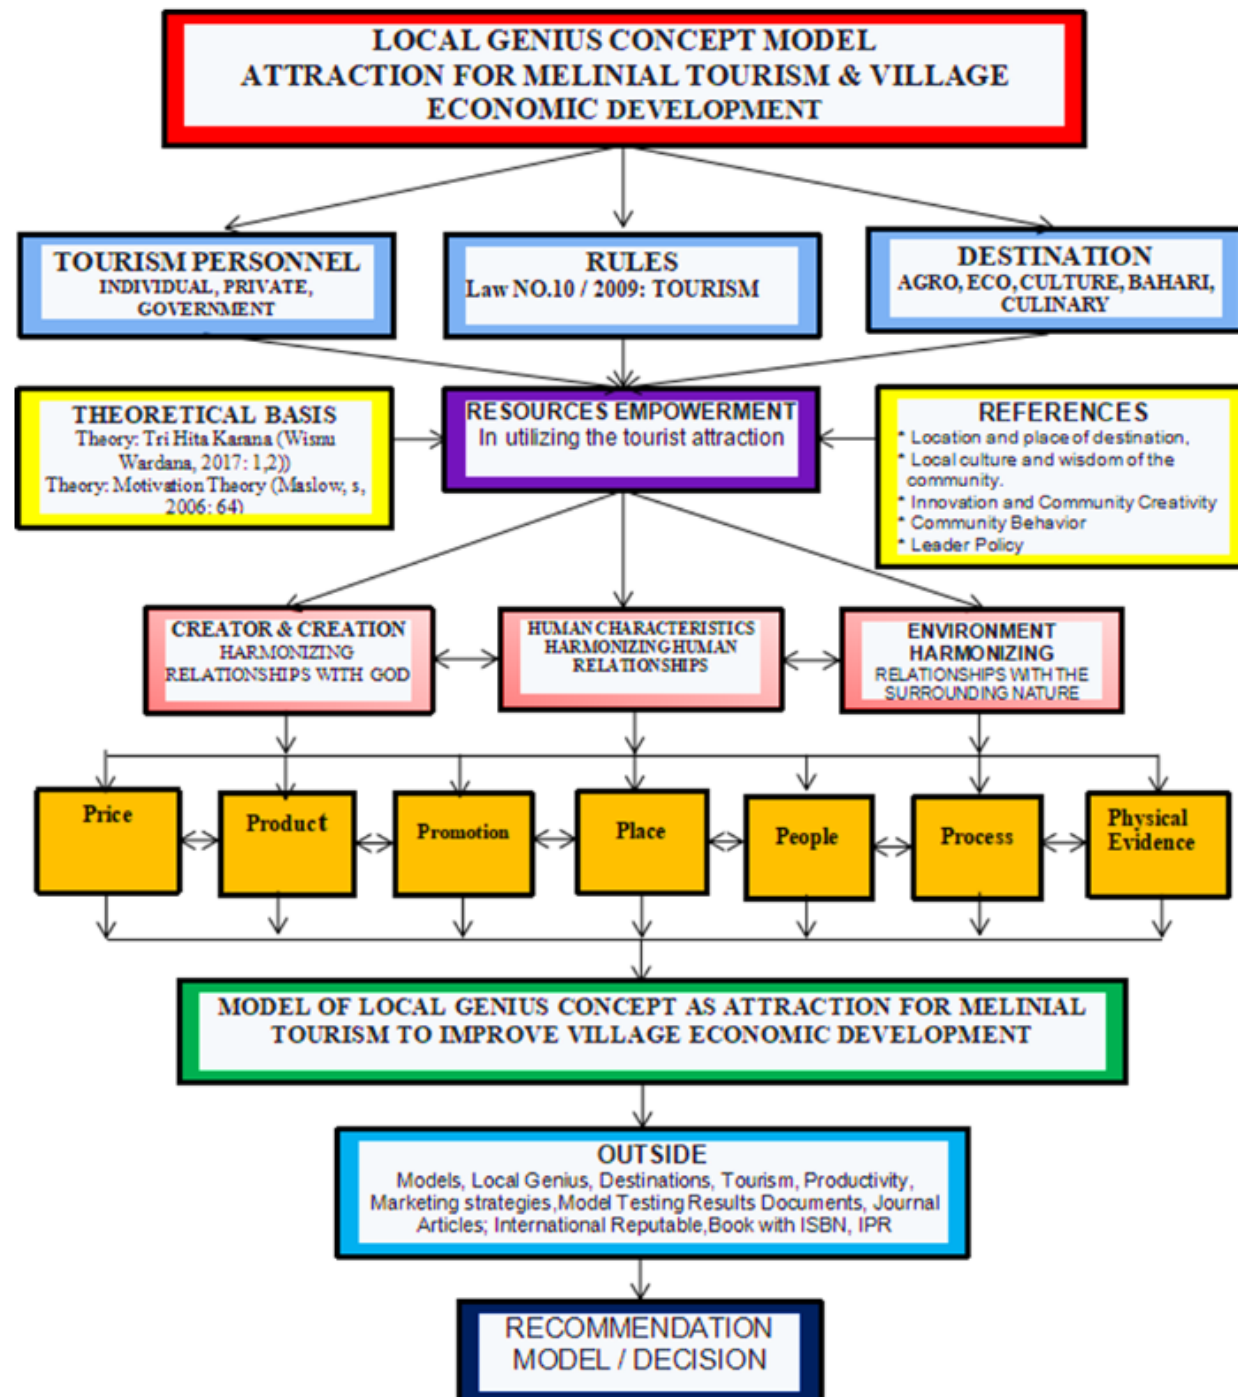 LOCAL GENIUS CONCEPT MODEL
ATTRACTION FOR MELINIAL TOURISM & VILLAGE
ECONOMIC DEVELOPMENT
TOURISM PERSONNEL
INDIVIDUAL, PRIVATE,
GOVERNMENT
RULES
Law NO.10 / 2009: TOURISM
DESTINATION
AGRO, ECO, CULTURE, BAHARI,
CULINARY
THEORETICAL BASIS
Theory: Tri Hita Karana (Wisnu
Wardana, 2017: 1,2))
Theory: Motivation Theory (Maslow, s,
2006: 64)
RESOURCES EMPOWERMENT
In utilizing the tourist attraction
REFERENCES
* Location and place of destination,
* Local culture and wisdom of the
community.
* Innovation and Community Creativity
* Community Behavior
* Leader Policy
CREATOR & CREATION
HARMONIZING
RELATIONSHIPS WITH GOD
HUMAN CHARACTERISTICS
HARMONIZING HUMAN
RELATIONSHIPS
ENVIRONMENT
HARMONIZING
RELATIONSHIPS WITH THE
SURROUNDING NATURE
Price
Product
Promotion
Place
People
Process
Physical
Evidence
MODEL OF LOCAL GENIUS CONCEPT AS ATTRACTION FOR MELINIAL
TOURISM TO IMPROVE VILLAGE ECONOMIC DEVELOPMENT
OUTSIDE
Models, Local Genius, Destinations, Tourism, Productivity,
Marketing strategies,Model Testing Results Documents, Journal
Articles; International Reputable,Book with ISBN, IPR
RECOMMENDATION
MODEL / DECISION